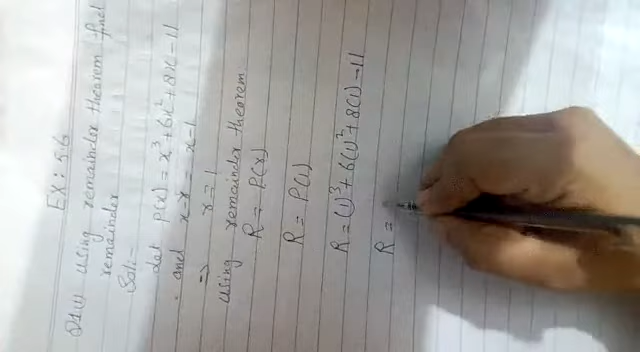 EX: 5.6
Q1(i) using remainder theorem find
remainder
Sol:-
Let P(x) = x³ + 6x² + 8x - 11
and x-r = x-1
⇒ r = 1
using remainder theorem
R = P(r)
R = P(1)
R = (1)³ + 6(1)² + 8(1) - 11
R =